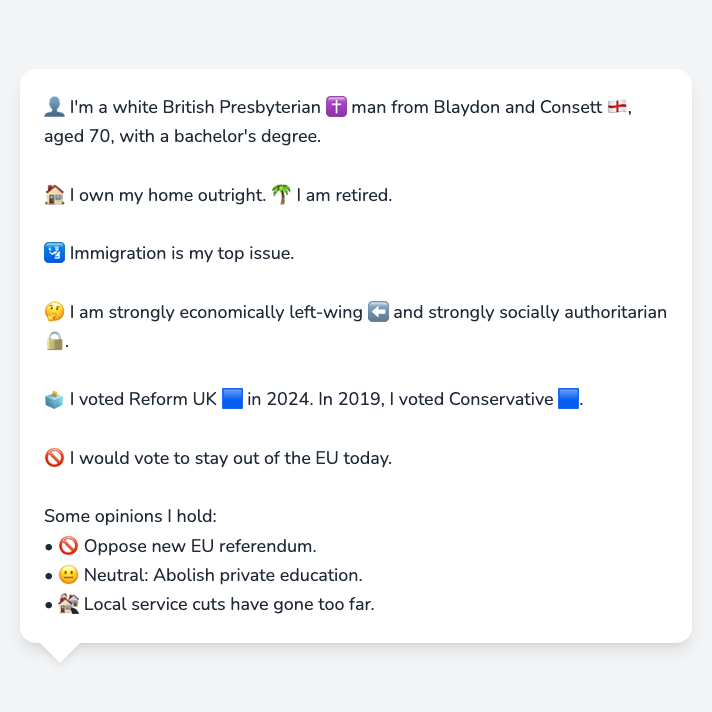 👤 I'm a white British Presbyterian ✝️ man from Blaydon and Consett 🏴󠁧󠁢󠁥󠁮󠁧󠁿,
aged 70, with a bachelor's degree.
🏠 I own my home outright. 🌴 I am retired.
🛂 Immigration is my top issue.
🤔 I am strongly economically left-wing ⬅️ and strongly socially authoritarian
🔒.
🗳️ I voted Reform UK 🟦 in 2024. In 2019, I voted Conservative 🟦.
🚫 I would vote to stay out of the EU today.
Some opinions I hold:
• 🚫 Oppose new EU referendum.
• 😐 Neutral: Abolish private education.
• 🏚️ Local service cuts have gone too far.